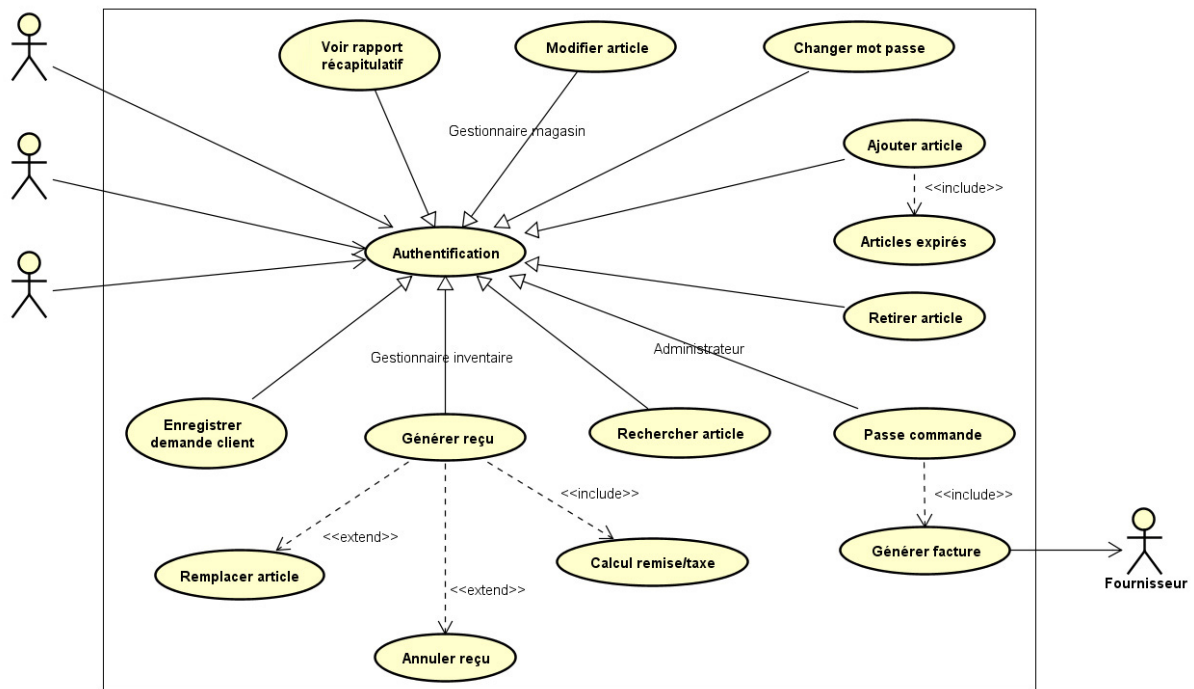 Voir rapport
récapitulatif
Modifier article
Changer mot passe
Gestionnaire magasin
Ajouter article
<<include>>
Authentification
Articles expirés
Retirer article
Gestionnaire inventaire
Administrateur
Enregistrer
demande client
Générer reçu
Rechercher article
Passe commande
<<include>>
<<include>>
<<extend>>
Générer facture
Remplacer article
Calcul remise/taxe
Fournisseur
<<extend>>
Annuler reçu